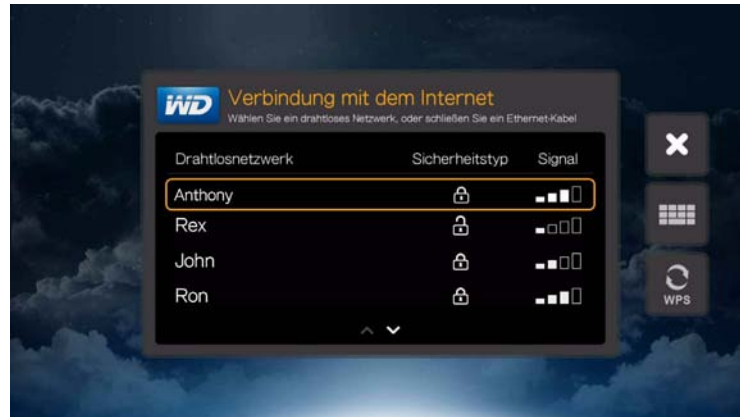 WD
Verbindung mit dem Internet
Wählen Sie ein drahtloses Netzwerk, oder schließen Sie ein Ethernet-Kabel
Drahtlosnetzwerk Sicherheitstyp Signal
Anthony
Rex
John
Ron
WPS